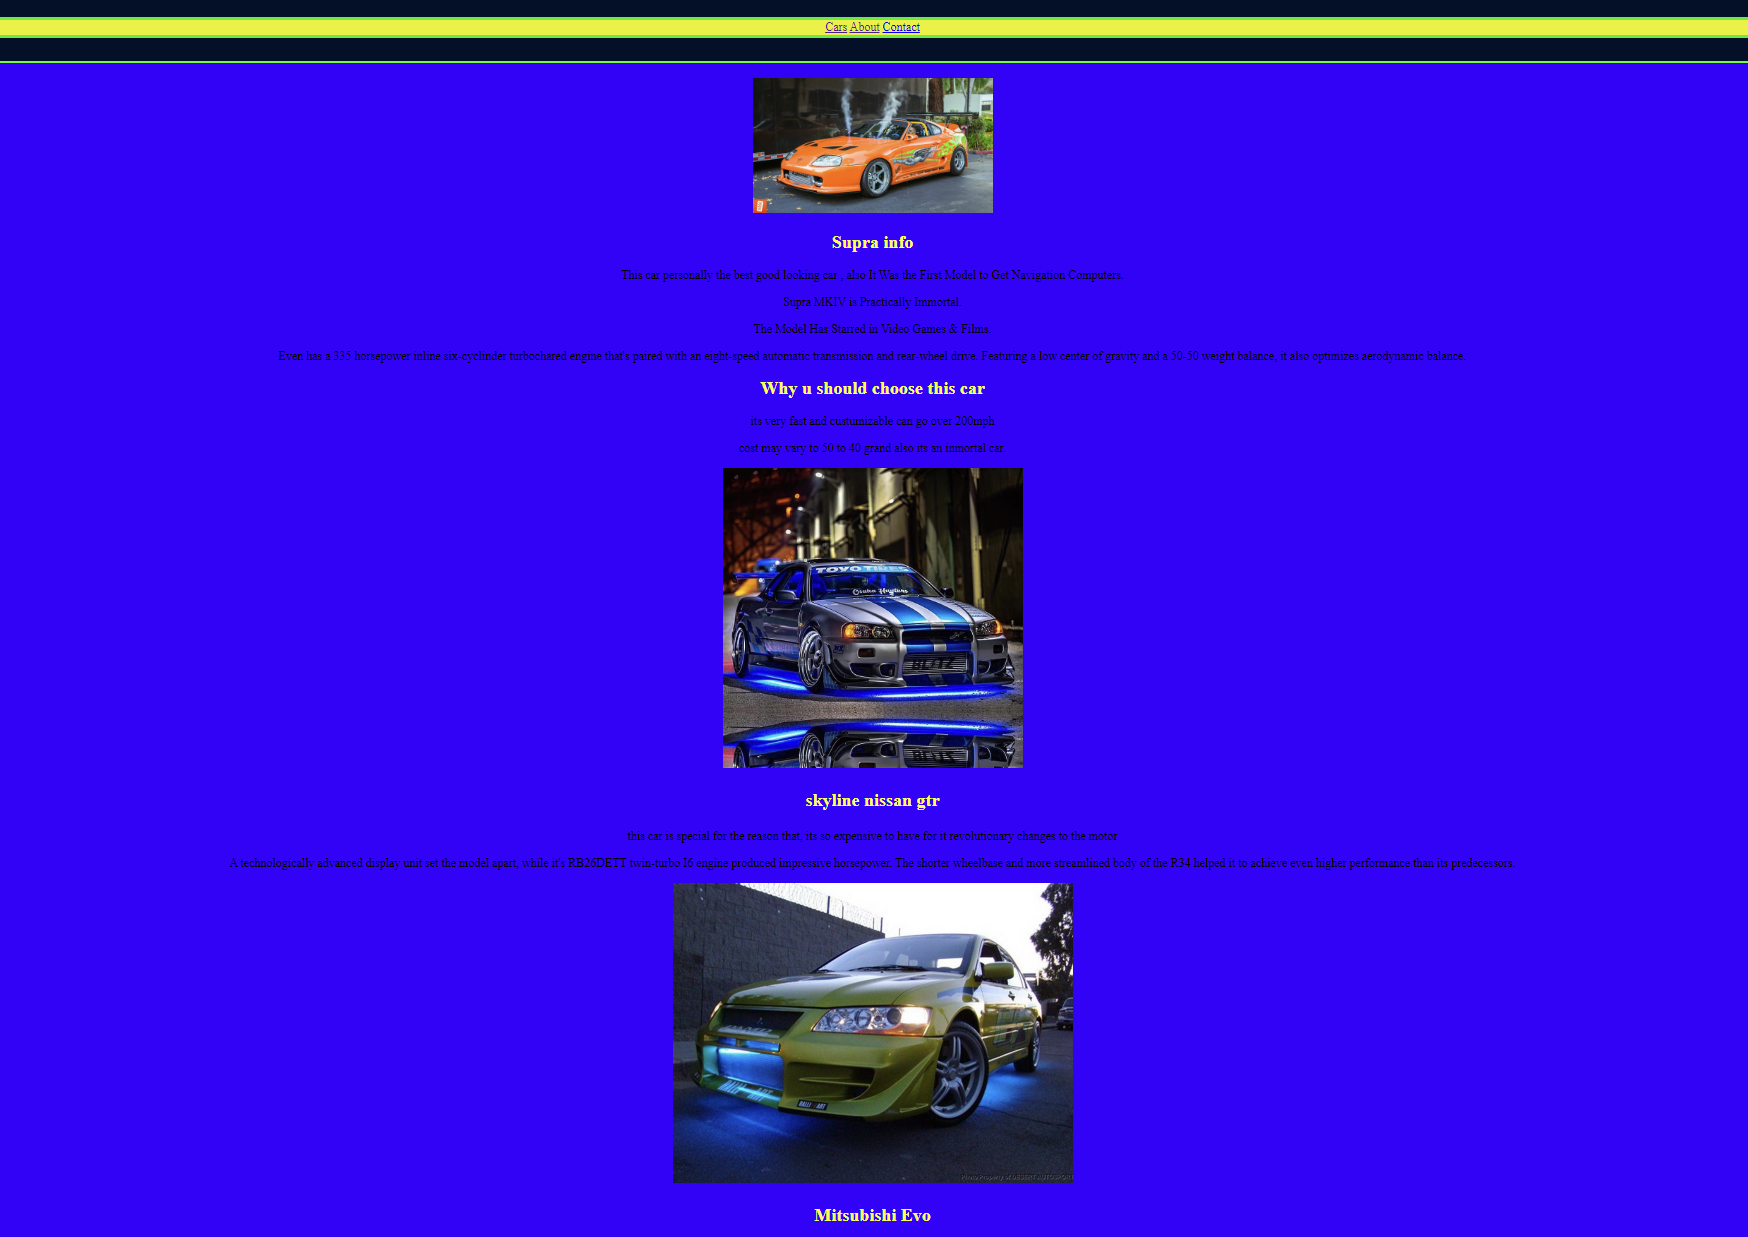 Cars About Contact
Supra info
This car personally the best good looking car , also It Was the First Model to Get Navigation Computers.
Supra MKIV is Practically Immortal.
The Model Has Starred in Video Games & Films.
Even has a 335 horsepower inline six-cyclinder turbochared engine that's paired with an eight-speed automatic transmission and rear-wheel drive. Featuring a low center of gravity and a 50-50 weight balance, it also optimizes aerodynamic balance.
Why u should choose this car
its very fast and custumizable can go over 200mph
cost may vary to 50 to 40 grand also its an immortal car.
TOYO TIRES
BLITZ
skyline nissan gtr
this car is special for the reason that, its so expensive to have for it revolutionary changes to the motor
A technologically advanced display unit set the model apart, while it's RB26DETT twin-turbo I6 engine produced impressive horsepower. The shorter wheelbase and more streamlined body of the R34 helped it to achieve even higher performance than its predecessors.
Mitsubishi Evo